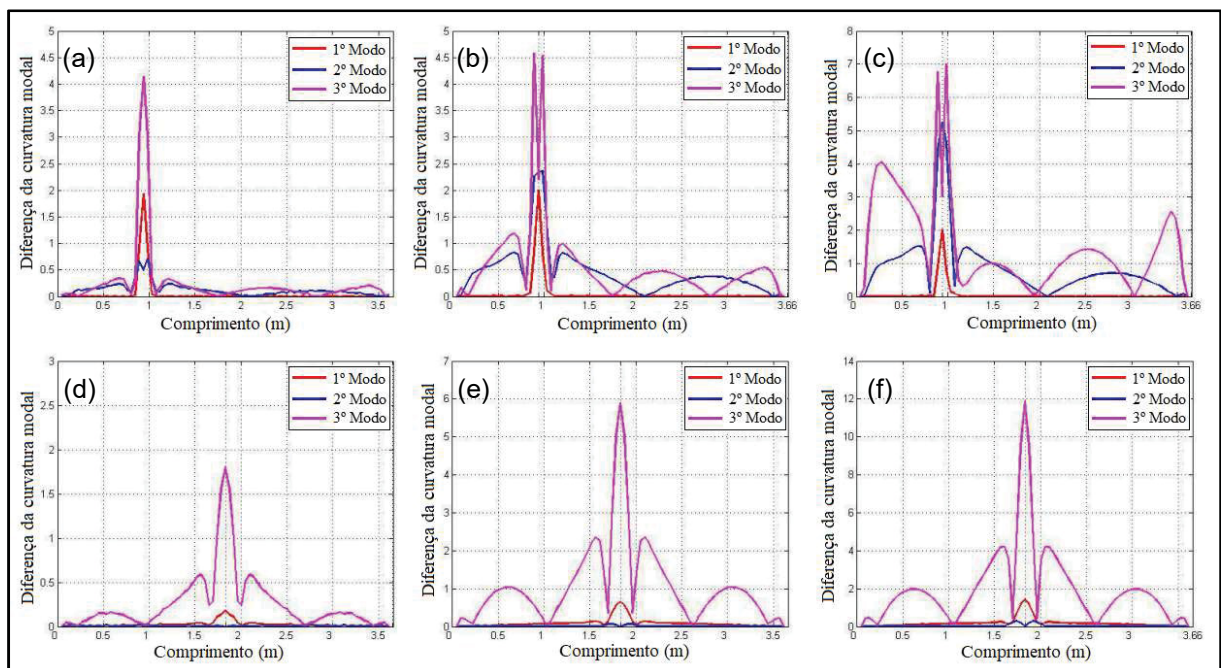 (a)
Diferença da curvatura modal
5
4.5
4
3.5
3
2.5
2
1.5
1
0.5
0
1º Modo
2º Modo
3º Modo
0 0.5 1 1.5 2 2.5 3 3.5
Comprimento (m)
(b)
Diferença da curvatura modal
5
4.5
4
3.5
3
2.5
2
1.5
1
0.5
0
1º Modo
2º Modo
3º Modo
0.5 1 1.5 2 2.5 3 3.66
Comprimento (m)
(c)
Diferença da curvatura modal
8
7
6
5
4
3
2
1
0
1º Modo
2º Modo
3º Modo
0 0.5 1 1.5 2 2.5 3 3.66
Comprimento (m)
(d)
Diferença da curvatura modal
3
2.5
2
1.5
1
0.5
0
1º Modo
2º Modo
3º Modo
0 0.5 1 1.5 2 2.5 3 3.5
Comprimento (m)
(e)
Diferença da curvatura modal
7
6
5
4
3
2
1
0
1º Modo
2º Modo
3º Modo
0.5 1 1.5 2 2.5 3 3.66
Comprimento (m)
(f)
Diferença da curvatura modal
14
12
10
8
6
4
2
0
1º Modo
2º Modo
3º Modo
0.5 1 1.5 2 2.5 3 3.66
Comprimento (m)